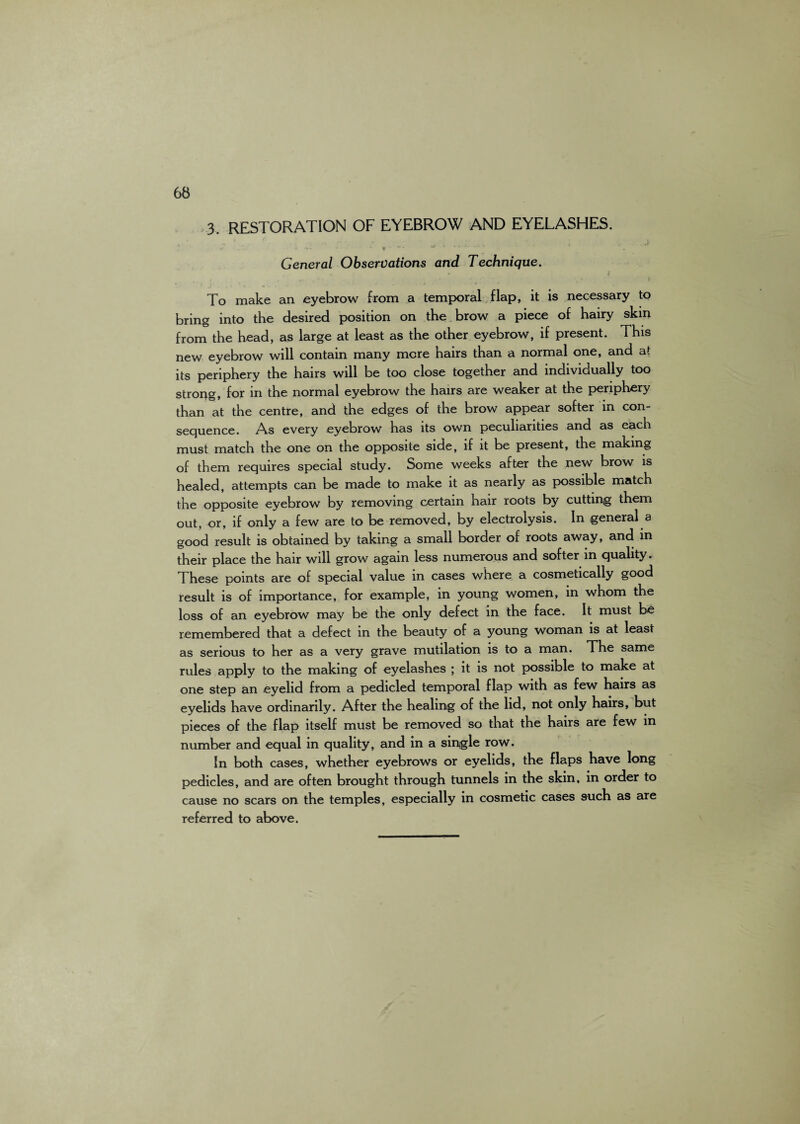 68
3. RESTORATION OF EYEBROW AND EYELASHES.
General Observations and Technique.
To make an eyebrow from a temporal flap, it is necessary to
bring into the desired position on the brow a piece of hairy skin
from the head, as large at least as the other eyebrow, if present. This
new eyebrow will contain many more hairs than a normal one, and at
its periphery the hairs will be too close together and individually too
strong, for in the normal eyebrow the hairs are weaker at the periphery
than at the centre, and the edges of the brow appear softer in con-
sequence. As every eyebrow has its own peculiarities and as each
must match the one on the opposite side, if it be present, the making
of them requires special study. Some weeks after the new brow is
healed, attempts can be made to make it as nearly as possible match
the opposite eyebrow by removing certain hair roots by cutting them
out, or, if only a few are to be removed, by electrolysis. In general a
good result is obtained by taking a small border of roots away, and in
their place the hair will grow again less numerous and softer in quality.
These points are of special value in cases where a cosmetically good
result is of importance, for example, in young women, in whom the
loss of an eyebrow may be the only defect in the face. It must be
remembered that a defect in the beauty of a young woman is at least
as serious to her as a very grave mutilation is to a man. The same
rules apply to the making of eyelashes ; it is not possible to make at
one step an eyelid from a pedicled temporal flap with as few hairs as
eyelids have ordinarily. After the healing of the lid, not only hairs, but
pieces of the flap itself must be removed so that the hairs are few in
number and equal in quality, and in a single row.
In both cases, whether eyebrows or eyelids, the flaps have long
pedicles, and are often brought through tunnels in the skin, in order to
cause no scars on the temples, especially in cosmetic cases such as are
referred to above.